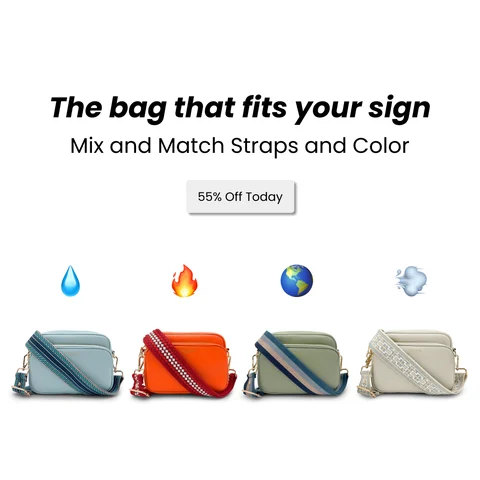 The bag that fits your sign
Mix and Match Straps and Color
55% Off Today